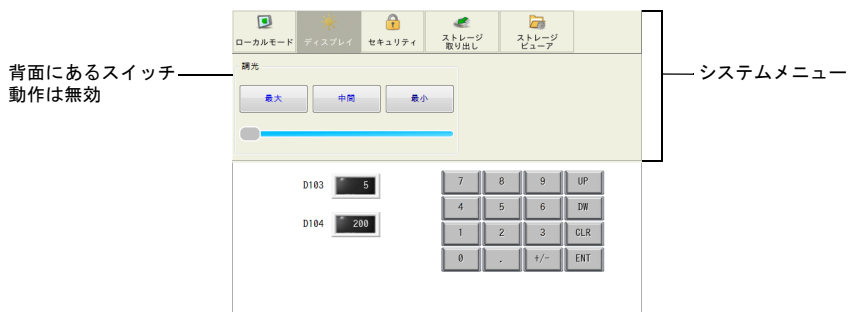 ローカルモード ディスプレイ セキュリティ ストレージ
取り出し ストレージ
ビューア
調光
背面にあるスイッチ
動作は無効
システムメニュー
最大 中間 最小
D103 5
7 8 9 UP
4 5 6 DW
D104 200
1 2 3 CLR
0 . +/- ENT